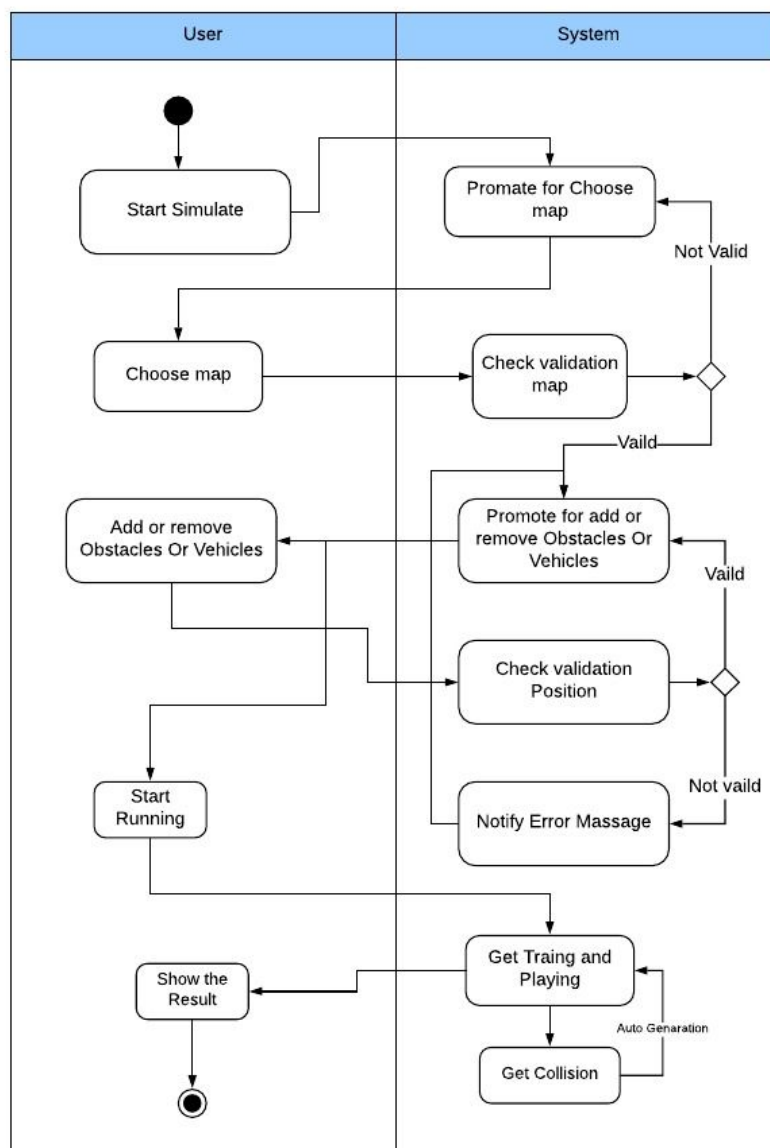 User
System
Start Simulate
Promate for Choose
map
Not Valid
Choose map
Check validation
map
Vaild
Add or remove
Obstacles Or Vehicles
Promote for add or
remove Obstacles Or
Vehicles
Vaild
Check validation
Position
Not vaild
Start
Running
Notify Error Massage
Get Traing and
Playing
Show the
Result
Auto Genaration
Get Collision